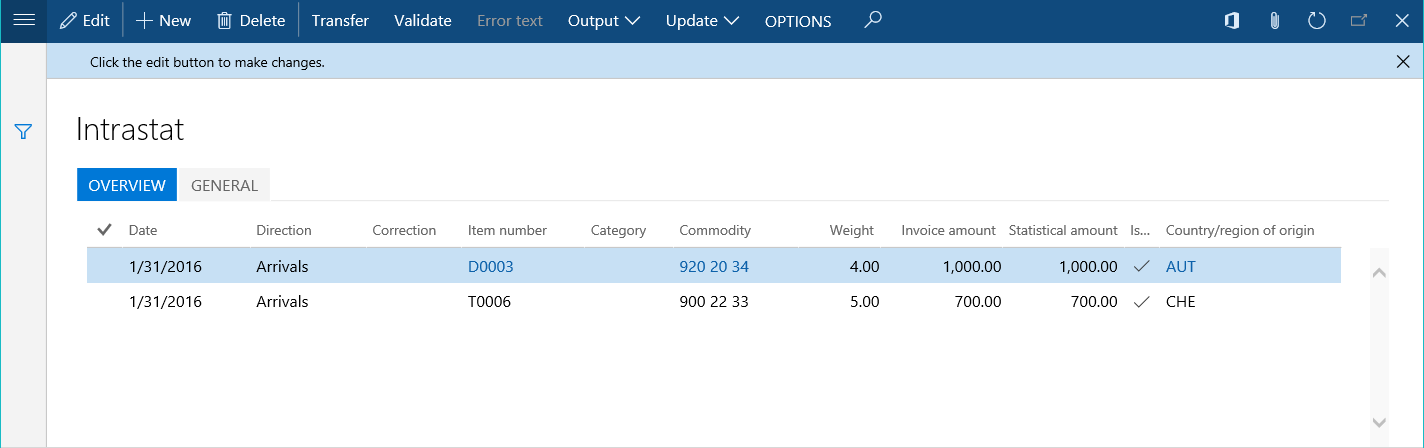 Edit New Delete Transfer Validate Error text Output Update OPTIONS
Click the edit button to make changes.
Intrastat
OVERVIEW GENERAL
Date Direction Correction Item number Category Commodity Weight Invoice amount Statistical amount Is... Country/region of origin
1/31/2016 Arrivals D0003 920 20 34 4.00 1,000.00 1,000.00 AUT
1/31/2016 Arrivals T0006 900 22 33 5.00 700.00 700.00 CHE